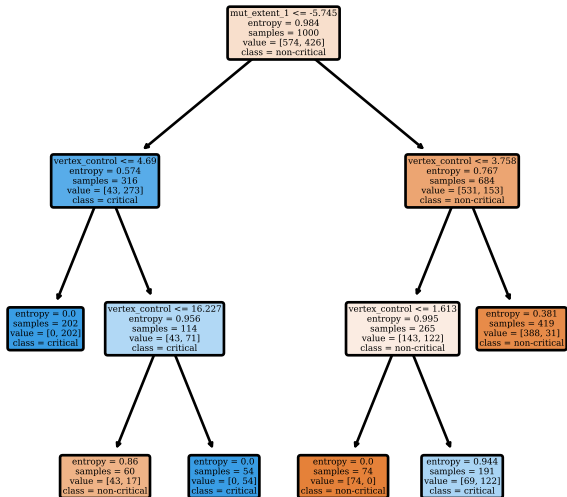 mut_extent_1 <= -5.745
entropy = 0.984
samples = 1000
value = [574, 426]
class = non-critical
vertex_control <= 4.69
entropy = 0.574
samples = 316
value = [43, 273]
class = critical
vertex_control <= 3.758
entropy = 0.767
samples = 684
value = [531, 153]
class = non-critical
entropy = 0.0
samples = 202
value = [0, 202]
class = critical
vertex_control <= 16.227
entropy = 0.956
samples = 114
value = [43, 71]
class = critical
vertex_control <= 1.613
entropy = 0.995
samples = 265
value = [143, 122]
class = non-critical
entropy = 0.381
samples = 419
value = [388, 31]
class = non-critical
entropy = 0.86
samples = 60
value = [43, 17]
class = non-critical
entropy = 0.0
samples = 54
value = [0, 54]
class = critical
entropy = 0.0
samples = 74
value = [74, 0]
class = non-critical
entropy = 0.944
samples = 191
value = [69, 122]
class = critical